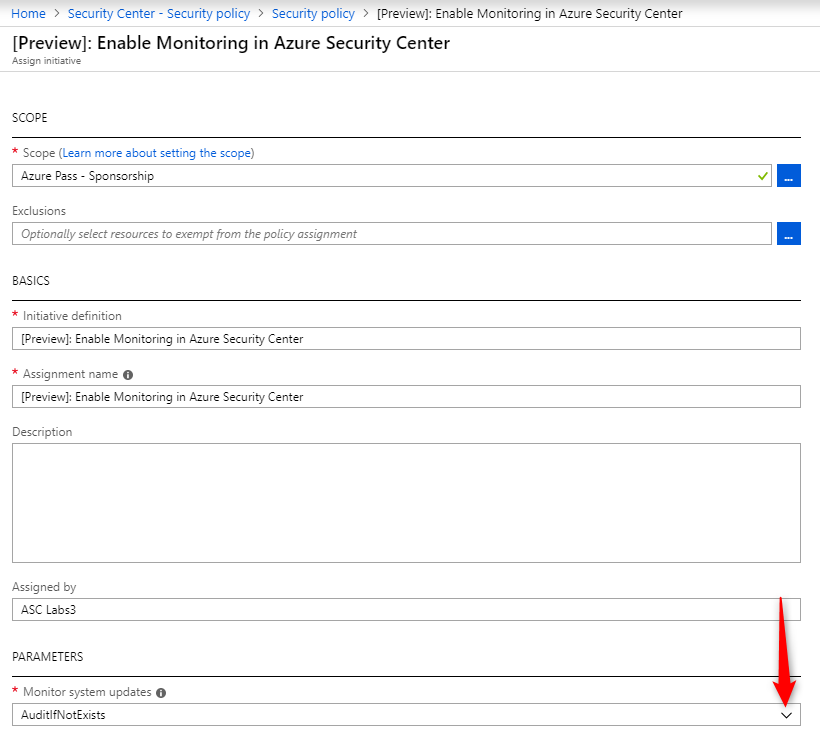 Home > Security Center - Security policy > Security policy > [Preview]: Enable Monitoring in Azure Security Center
[Preview]: Enable Monitoring in Azure Security Center
Assign initiative
SCOPE
* Scope (Learn more about setting the scope)
Azure Pass - Sponsorship
...
Exclusions
Optionally select resources to exempt from the policy assignment
...
BASICS
* Initiative definition
[Preview]: Enable Monitoring in Azure Security Center
* Assignment name
[Preview]: Enable Monitoring in Azure Security Center
Description
Assigned by
ASC Labs3
PARAMETERS
* Monitor system updates
AuditIfNotExists